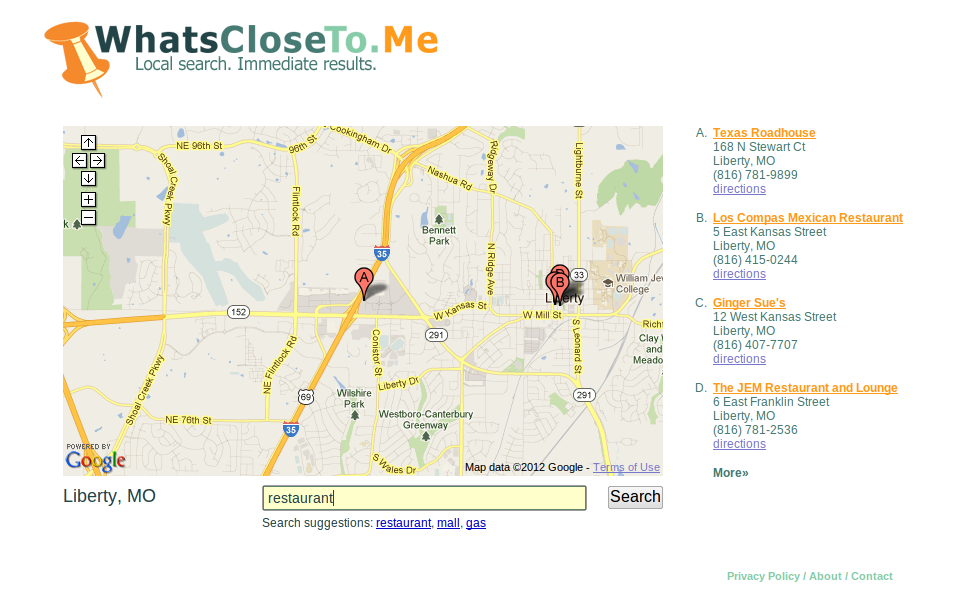 WhatsCloseTo.Me
Local search. Immediate results.
NE 96th St
96th St
Cookingham Dr
Shoal Creek Pkwy
Flintlock Rd
Nashua Rd
Ridgeway Dr
Lightburne St
Bennett
Park
35
N Ridge Ave
A
B
33
Liberty
William Jew
College
152
W Kansas St
W Mill St
291
Conistor St
S Leonard St
Richt
Clay
and
Meado
NE Flintlock Rd
Liberty Dr
Shoal Creek Pkwy
69
Wilshire
Park
291
Westboro-Canterbury
Greenway
NE 76th St
35
S Wales Dr
POWERED BY
Google
Map data ©2012 Google - Terms of Use
Liberty, MO
restaurant
Search
Search suggestions: restaurant, mall, gas
A. Texas Roadhouse
168 N Stewart Ct
Liberty, MO
(816) 781-9899
directions
B. Los Compas Mexican Restaurant
5 East Kansas Street
Liberty, MO
(816) 415-0244
directions
C. Ginger Sue's
12 West Kansas Street
Liberty, MO
(816) 407-7707
directions
D. The JEM Restaurant and Lounge
6 East Franklin Street
Liberty, MO
(816) 781-2536
directions
More»
Privacy Policy / About / Contact